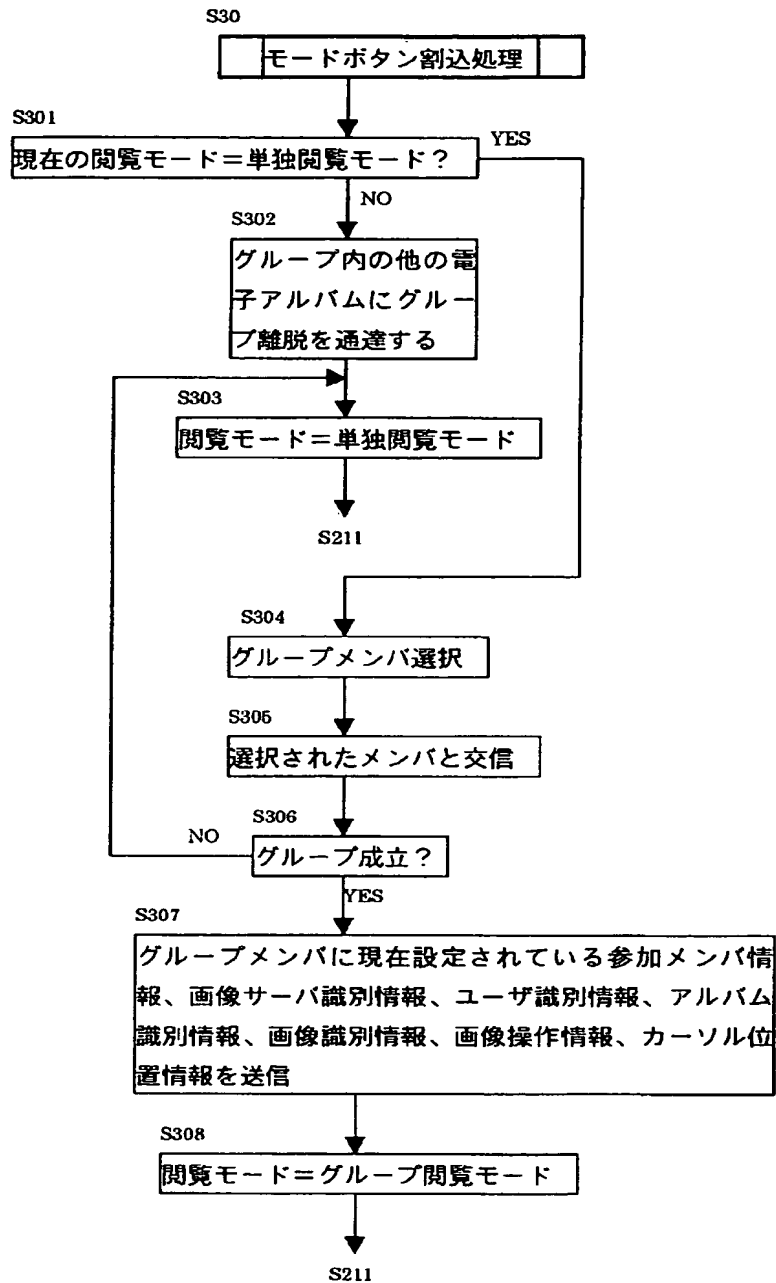 S30
モードボタン割込処理
S301
現在の閲覧モード＝単独閲覧モード？
YES
NO
S302
グループ内の他の電
子アルバムにグルー
プ離脱を通達する
S303
閲覧モード＝単独閲覧モード
S211
S304
グループメンバ選択
S305
選択されたメンバと交信
S306
NO
グループ成立？
YES
S307
グループメンバに現在設定されている参加メンバ情
報、画像サーバ識別情報、ユーザ識別情報、アルバム
識別情報、画像識別情報、画像操作情報、カーソル位
置情報を送信
S308
閲覧モード＝グループ閲覧モード
S211